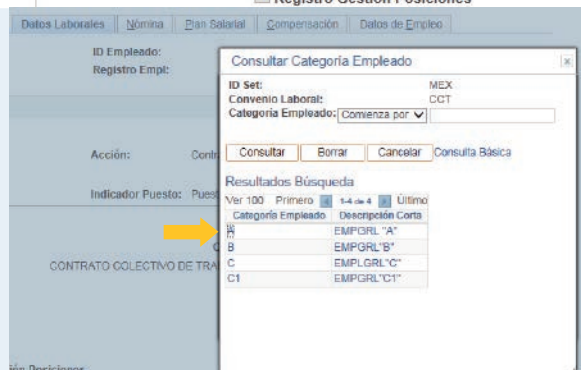 Registro Gestión Posiciones
Datos Laborales Nómina Plan Salarial Compensación Datos de Empleo
ID Empleado:
Registro Empl:
Acción: Contr
Indicador Puesto: Pues
C
CONTRATO COLECTIVO DE TRA
Consultar Categoría Empleado x
ID Set: MEX
Convenio Laboral: CCT
Categoría Empleado: Comienza por
Consultar Borrar Cancelar Consulta Básica
Resultados Búsqueda
Ver 100 Primero 1-4 de 4 Último
Categoría Empleado Descripción Corta
A EMPGRL "A"
B EMPGRL"B"
C EMPLGRL"C"
C1 EMPGRL"C1"